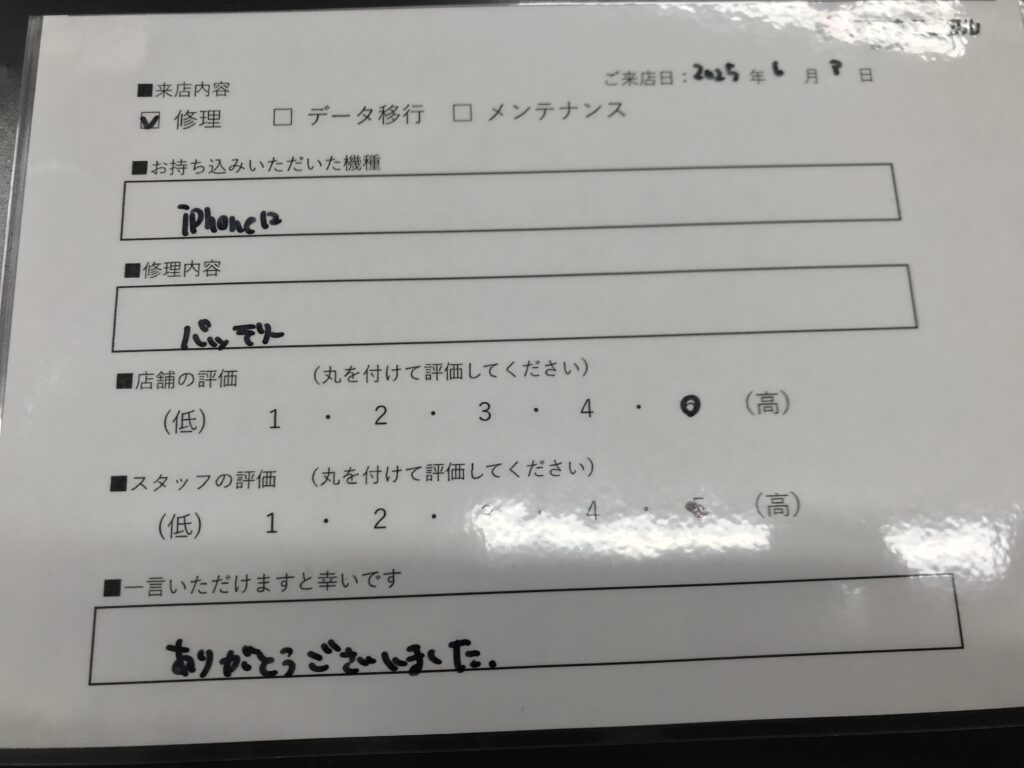 ご来店日：2025年6月8日
■来店内容
☑ 修理 □ データ移行 □ メンテナンス
■お持ち込みいただいた機種
iPhone12
■修理内容
バッテリー
■店舗の評価 （丸を付けて評価してください）
（低） 1 ・ 2 ・ 3 ・ 4 ・ （高）
■スタッフの評価 （丸を付けて評価してください）
（低） 1 ・ 2 ・ 3 ・ 4 ・ 5 （高）
■一言いただけますと幸いです
ありがとうございました。